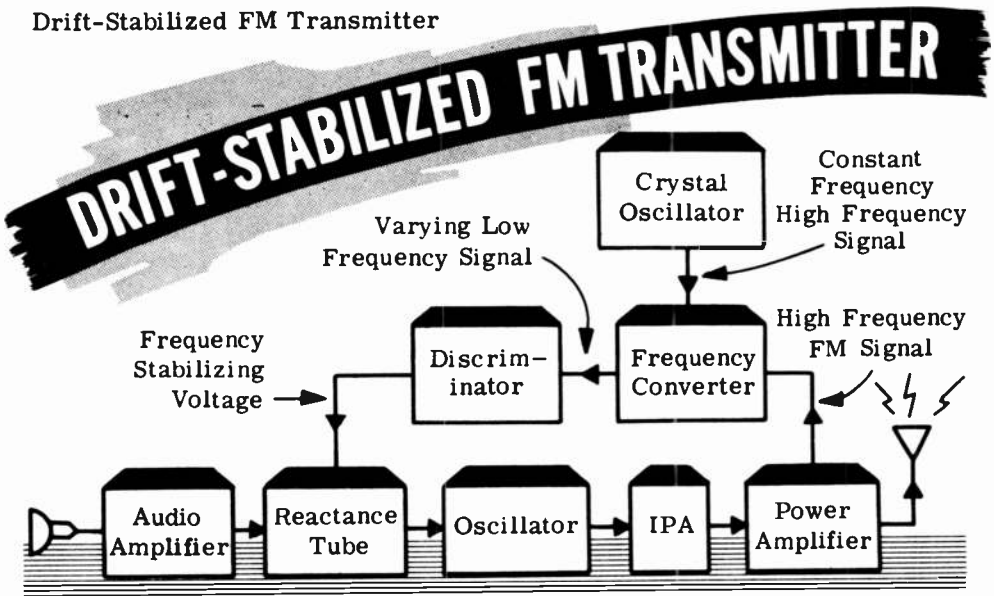 Drift-Stabilized FM Transmitter
DRIFT-STABILIZED FM TRANSMITTER
Crystal
Oscillator
Constant
Frequency
High Frequency
Signal
Varying Low
Frequency Signal
High Frequency
FM Signal
Frequency
Stabilizing
Voltage
Discrim-
inator
Frequency
Converter
Audio
Amplifier
Reactance
Tube
Oscillator
IPA
Power
Amplifier